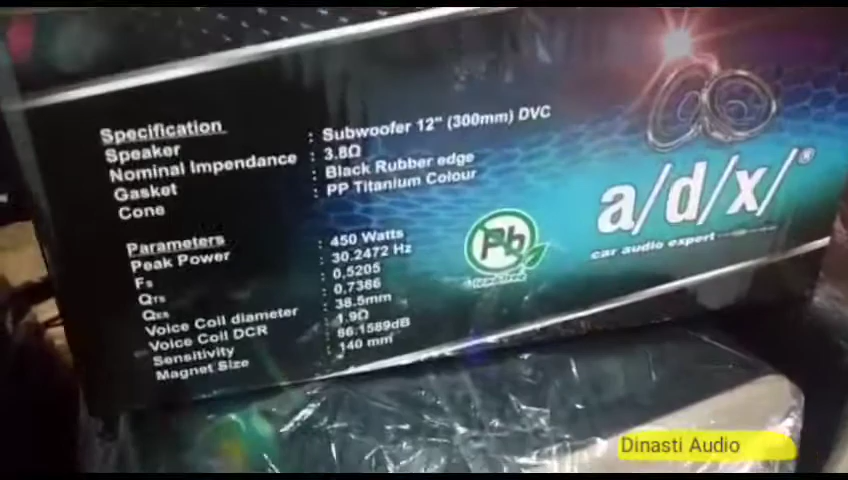 Specification
Speaker : Subwoofer 12" (300mm) DVC
Nominal Impendance : 3.8Ω
Gasket : Black Rubber edge
Cone : PP Titanium Colour
Parameters
Peak Power : 450 Watts
Fs : 30.2472 Hz
QTS : 0,5205
: 0,7386
Voice Coil diameter : 38.5mm
Voice Coil DCR : 1.9Ω
Sensitivity : 86.1589dB
Magnet Size : 140 mm
Pb
a/d/x/®
car audio expert
Dinasti Audio